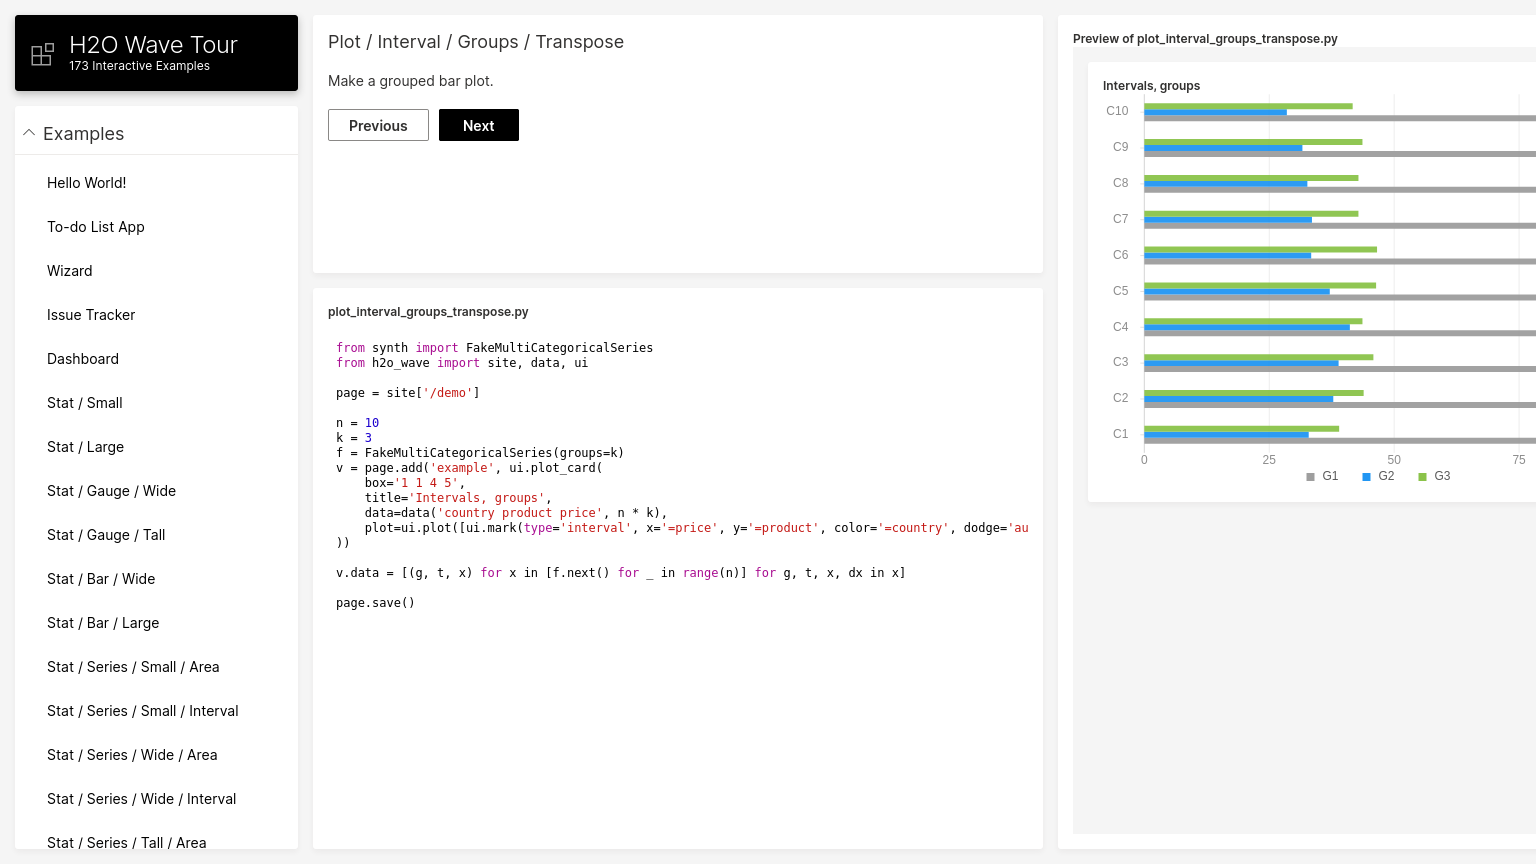 H2O Wave Tour
173 Interactive Examples
Examples
Hello World!
To-do List App
Wizard
Issue Tracker
Dashboard
Stat / Small
Stat / Large
Stat / Gauge / Wide
Stat / Gauge / Tall
Stat / Bar / Wide
Stat / Bar / Large
Stat / Series / Small / Area
Stat / Series / Small / Interval
Stat / Series / Wide / Area
Stat / Series / Wide / Interval
Stat / Series / Tall / Area
Plot / Interval / Groups / Transpose
Make a grouped bar plot.
Previous
Next
plot_interval_groups_transpose.py
from synth import FakeMultiCategoricalSeries
from h2o_wave import site, data, ui
page = site['/demo']
n = 10
k = 3
f = FakeMultiCategoricalSeries(groups=k)
v = page.add('example', ui.plot_card(
    box='1 1 4 5',
    title='Intervals, groups',
    data=data('country product price', n * k),
    plot=ui.plot([ui.mark(type='interval', x='=price', y='=product', color='=country', dodge='au
))
v.data = [(g, t, x) for x in [f.next() for _ in range(n)] for g, t, x, dx in x]
page.save()
Preview of plot_interval_groups_transpose.py
Intervals, groups
C10
C9
C8
C7
C6
C5
C4
C3
C2
C1
0 25 50 75
G1 G2 G3